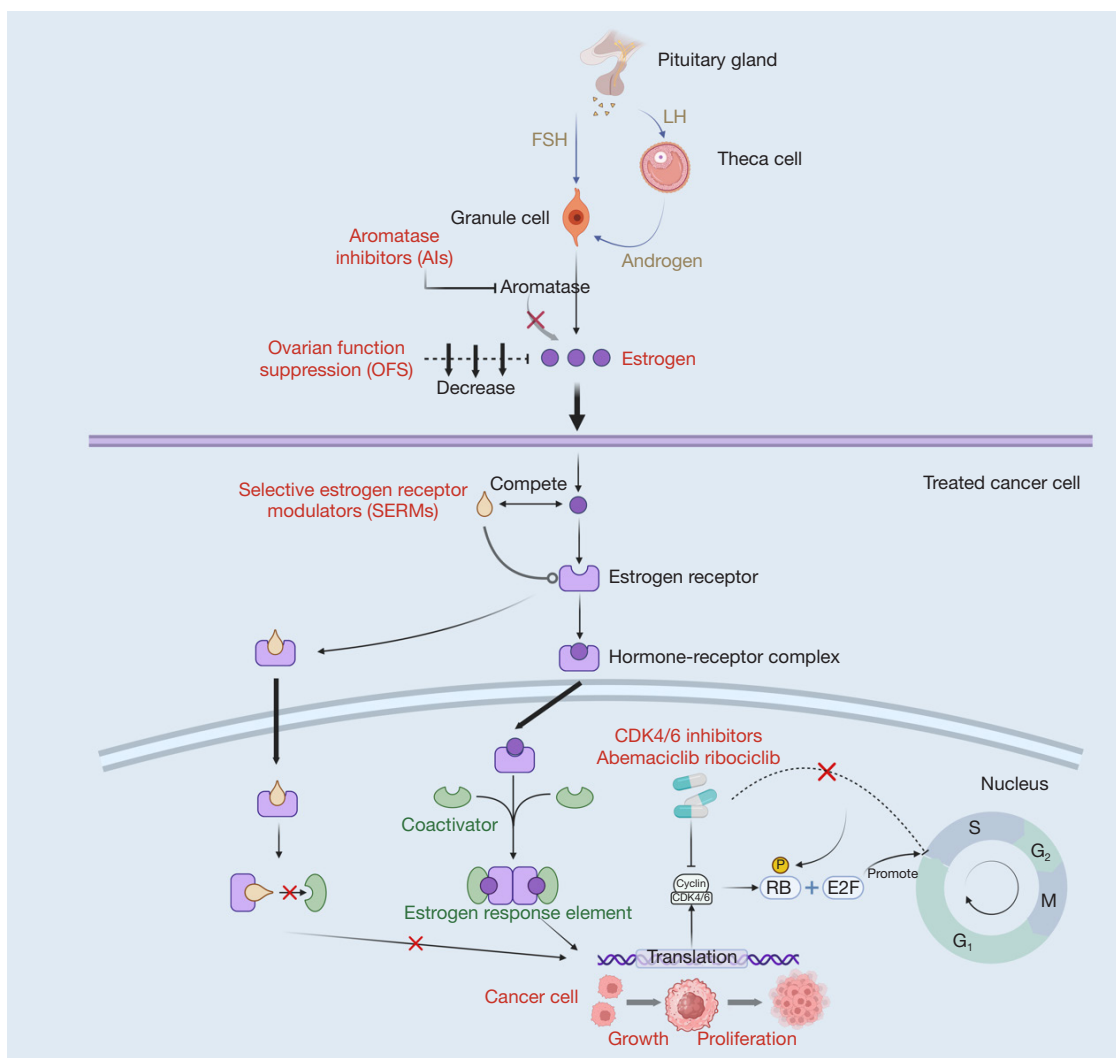 Pituitary gland
LH
FSH
Theca cell
Granule cell
Aromatase
inhibitors (AIs)
Androgen
Aromatase
Ovarian function
suppression (OFS)
Estrogen
Decrease
Treated cancer cell
Compete
Selective estrogen receptor
modulators (SERMs)
Estrogen receptor
Hormone-receptor complex
CDK4/6 inhibitors
Abemaciclib ribociclib
Nucleus
Coactivator
S
G2
P
Promote
Cyclin
CDK4/6
RB + E2F
M
Estrogen response element
G1
Translation
Cancer cell
Growth
Proliferation